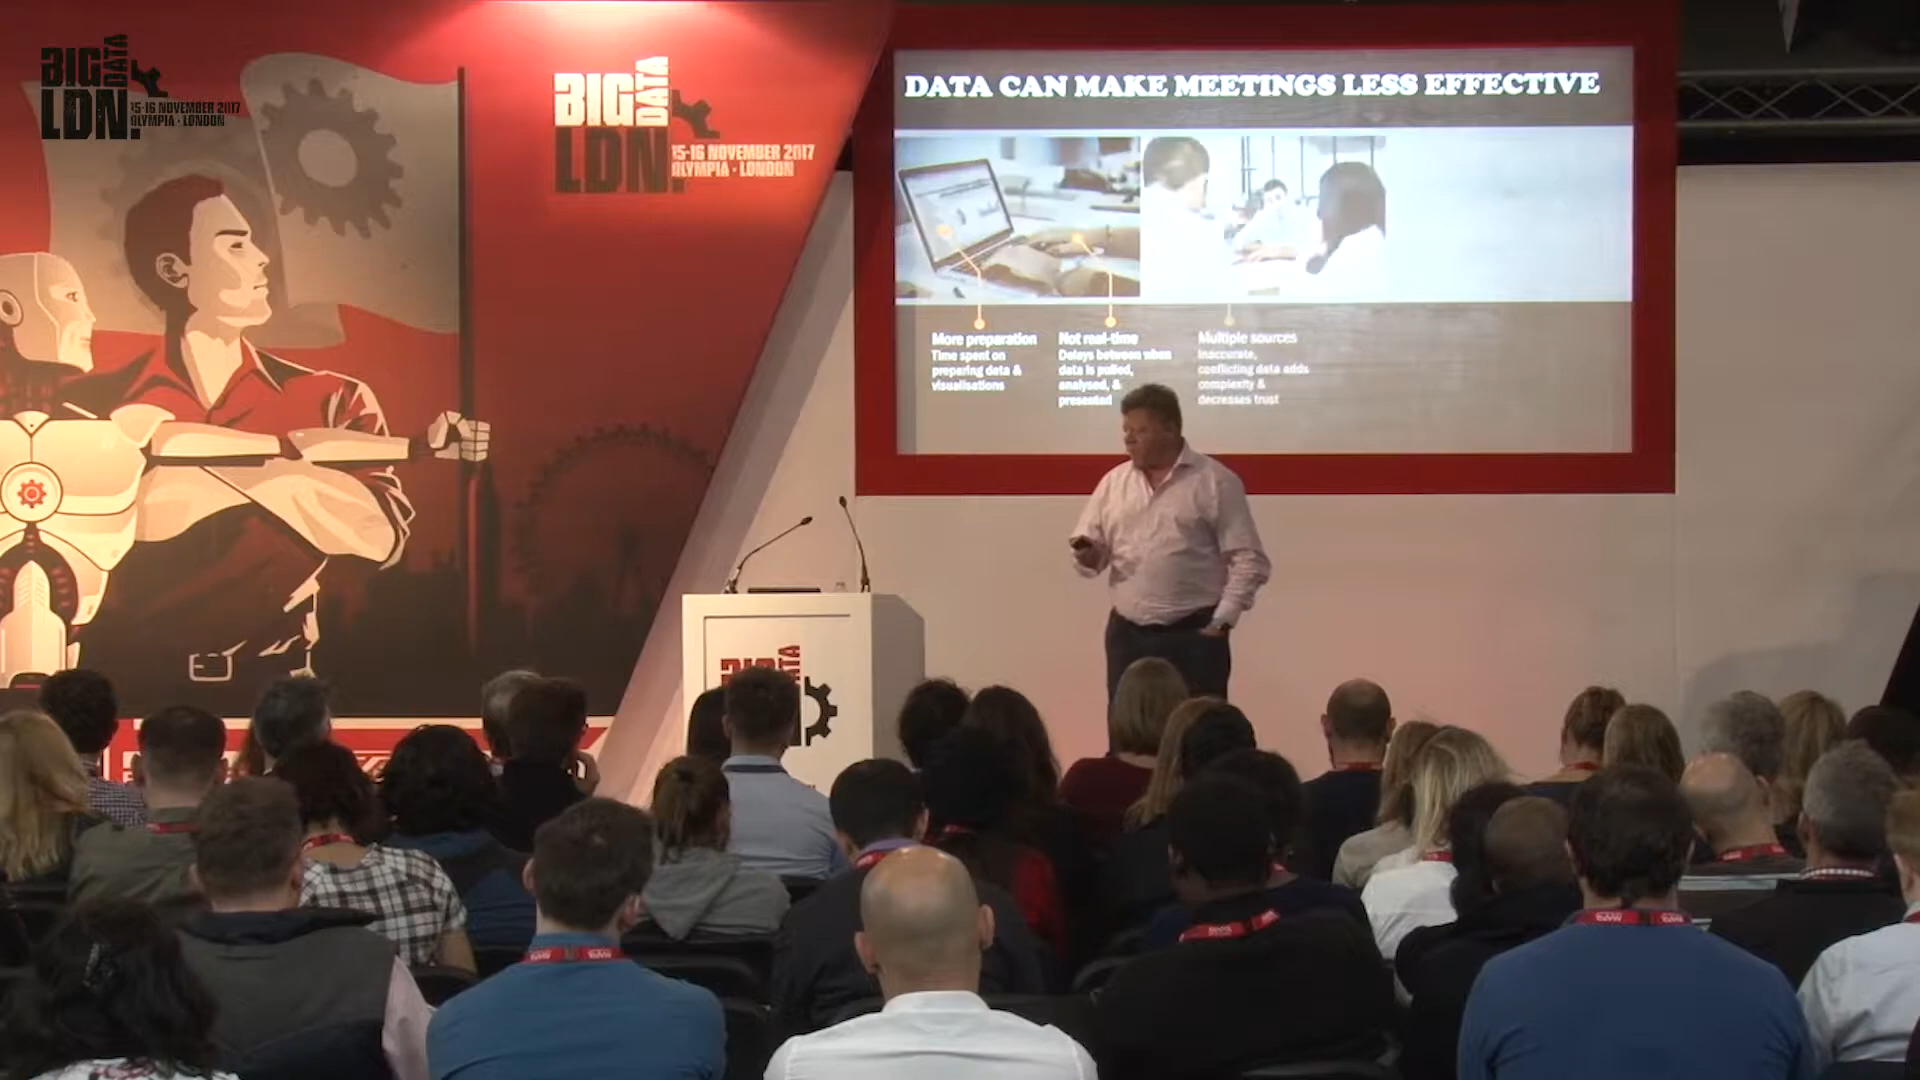 BIG DATA
LDN.
15-16 NOVEMBER 2017
OLYMPIA · LONDON
BIG DATA
LDN.
15-16 NOVEMBER 2017
OLYMPIA · LONDON
DATA CAN MAKE MEETINGS LESS EFFECTIVE
More preparation
Time spent on
preparing data &
visualisations
Not real-time
Delays between when
data is pulled,
analysed, &
presented
Multiple sources
Inaccurate,
conflicting data adds
complexity &
decreases trust
BIG DATA